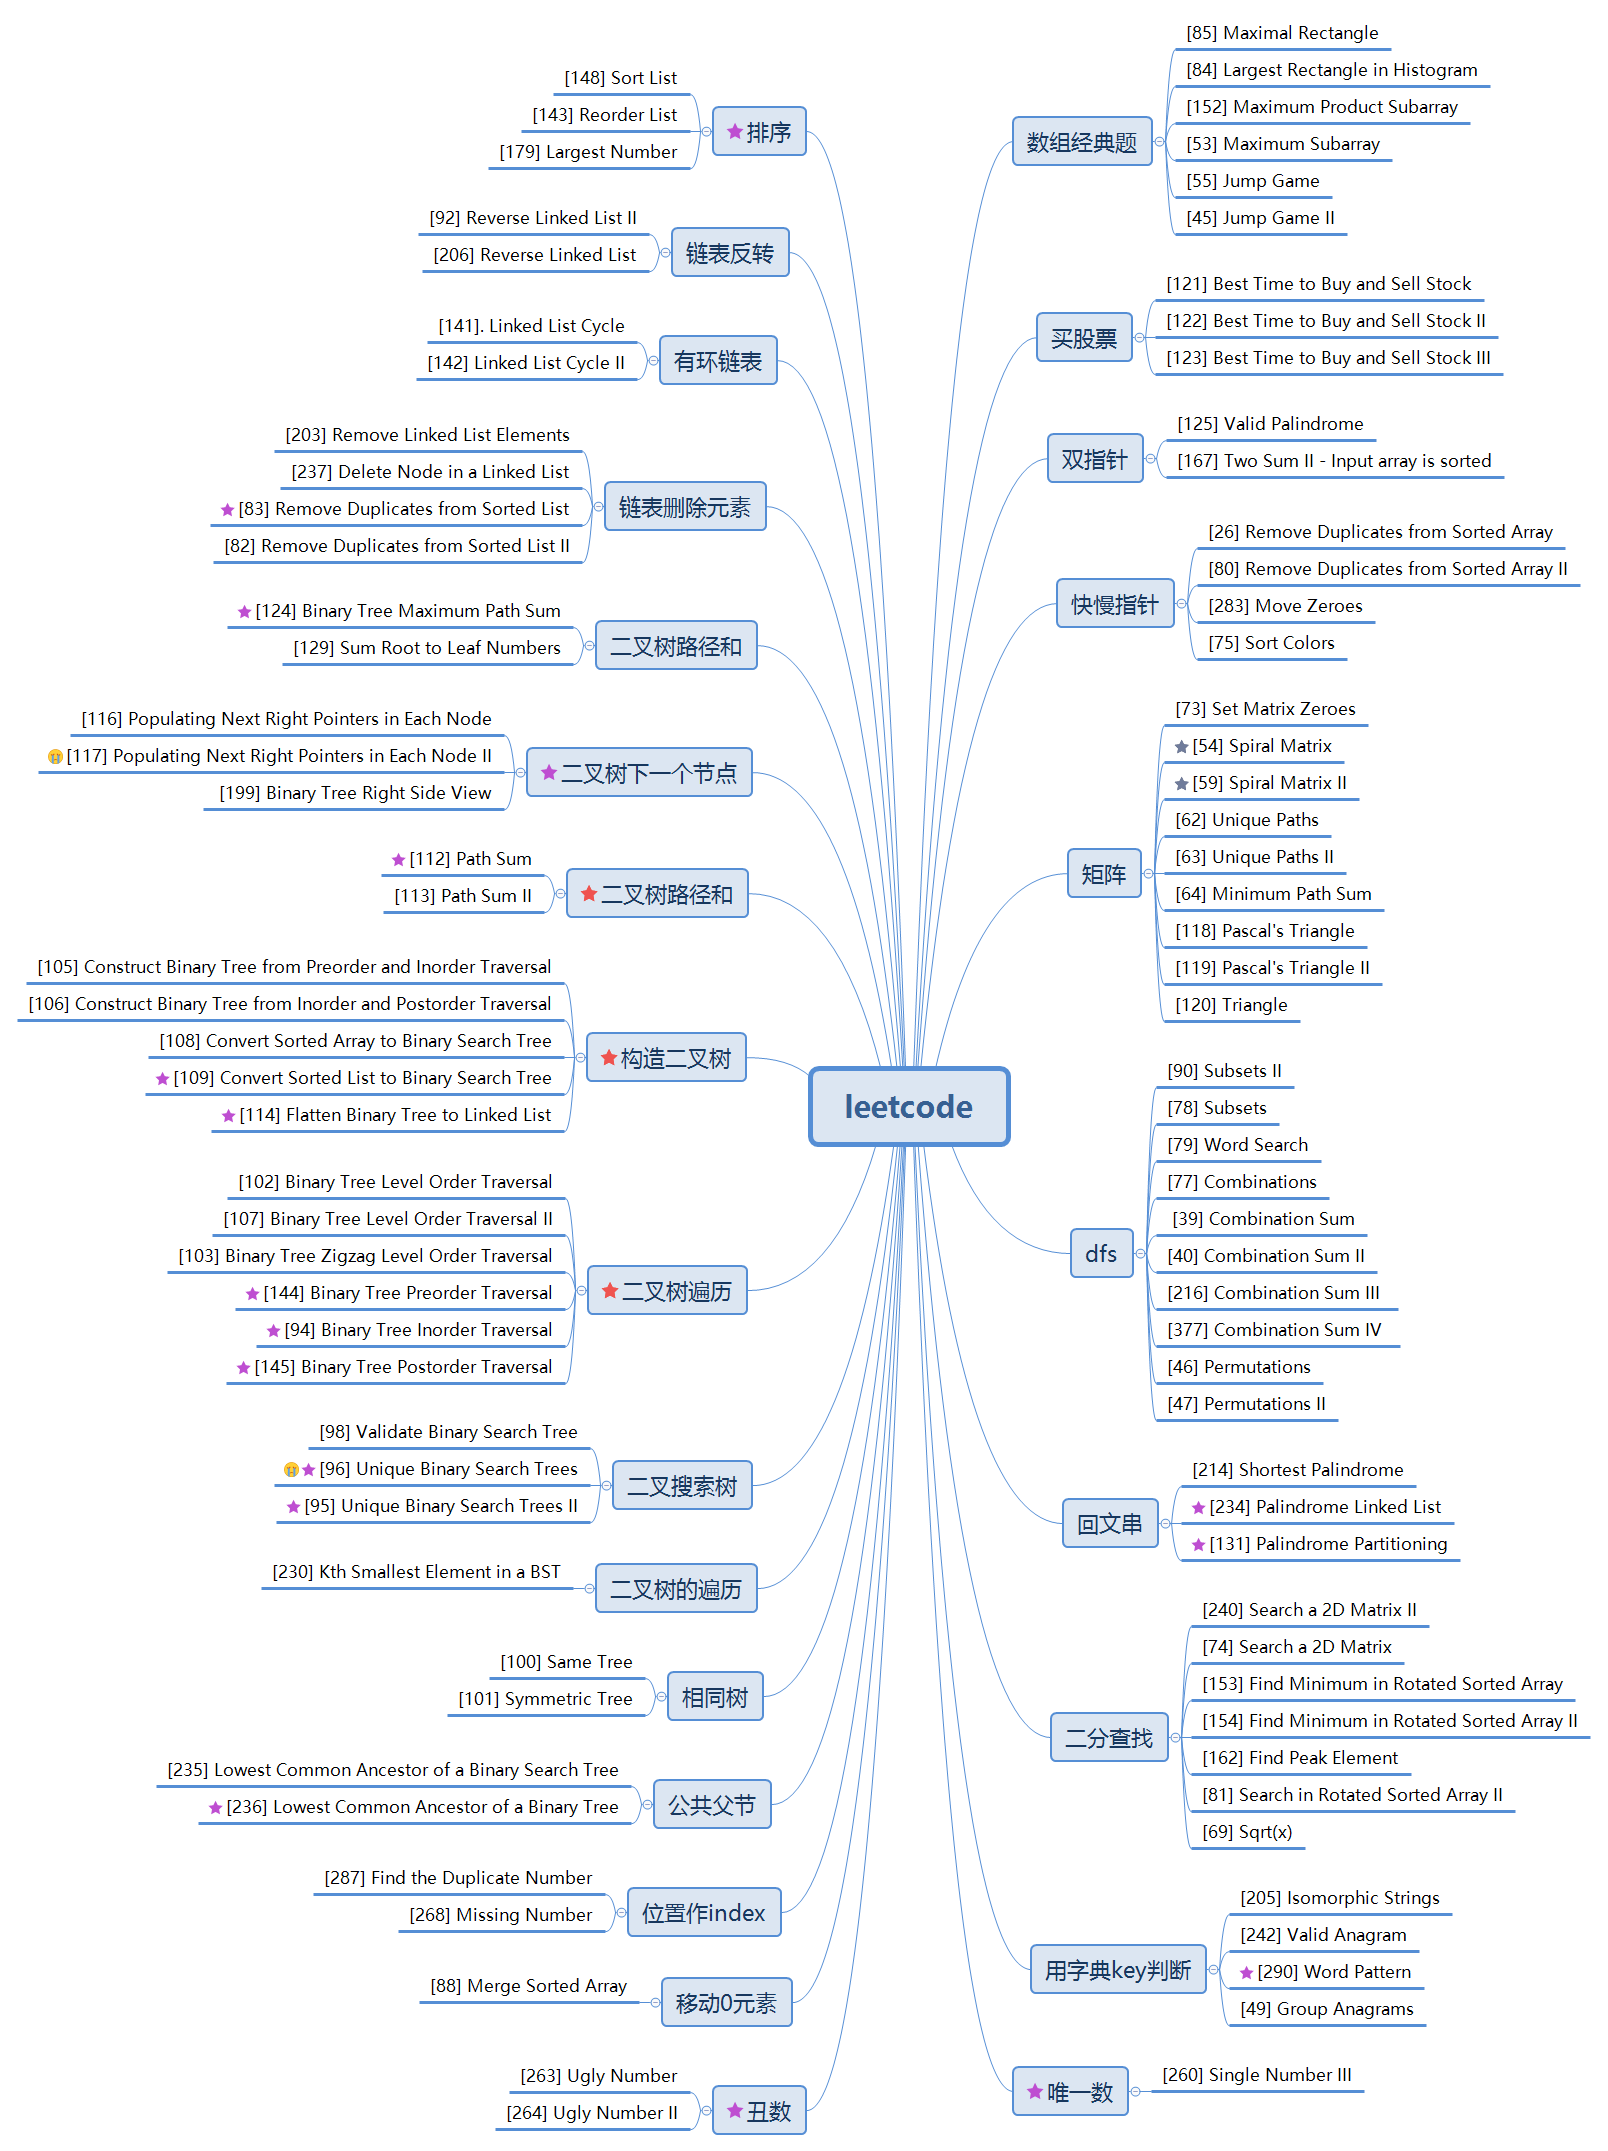 leetcode
数组经典题
[85] Maximal Rectangle
[84] Largest Rectangle in Histogram
[152] Maximum Product Subarray
[53] Maximum Subarray
[55] Jump Game
[45] Jump Game II
买股票
[121] Best Time to Buy and Sell Stock
[122] Best Time to Buy and Sell Stock II
[123] Best Time to Buy and Sell Stock III
双指针
[125] Valid Palindrome
[167] Two Sum II - Input array is sorted
快慢指针
[26] Remove Duplicates from Sorted Array
[80] Remove Duplicates from Sorted Array II
[283] Move Zeroes
[75] Sort Colors
矩阵
[73] Set Matrix Zeroes
[54] Spiral Matrix
[59] Spiral Matrix II
[62] Unique Paths
[63] Unique Paths II
[64] Minimum Path Sum
[118] Pascal's Triangle
[119] Pascal's Triangle II
[120] Triangle
dfs
[90] Subsets II
[78] Subsets
[79] Word Search
[77] Combinations
[39] Combination Sum
[40] Combination Sum II
[216] Combination Sum III
[377] Combination Sum IV
[46] Permutations
[47] Permutations II
回文串
[214] Shortest Palindrome
[234] Palindrome Linked List
[131] Palindrome Partitioning
二分查找
[240] Search a 2D Matrix II
[74] Search a 2D Matrix
[153] Find Minimum in Rotated Sorted Array
[154] Find Minimum in Rotated Sorted Array II
[162] Find Peak Element
[81] Search in Rotated Sorted Array II
[69] Sqrt(x)
用字典key判断
[205] Isomorphic Strings
[242] Valid Anagram
[290] Word Pattern
[49] Group Anagrams
唯一数
[260] Single Number III
排序
[148] Sort List
[143] Reorder List
[179] Largest Number
链表反转
[92] Reverse Linked List II
[206] Reverse Linked List
有环链表
[141]. Linked List Cycle
[142] Linked List Cycle II
链表删除元素
[203] Remove Linked List Elements
[237] Delete Node in a Linked List
[83] Remove Duplicates from Sorted List
[82] Remove Duplicates from Sorted List II
二叉树路径和
[124] Binary Tree Maximum Path Sum
[129] Sum Root to Leaf Numbers
二叉树下一个节点
[116] Populating Next Right Pointers in Each Node
[117] Populating Next Right Pointers in Each Node II
[199] Binary Tree Right Side View
二叉树路径和
[112] Path Sum
[113] Path Sum II
构造二叉树
[105] Construct Binary Tree from Preorder and Inorder Traversal
[106] Construct Binary Tree from Inorder and Postorder Traversal
[108] Convert Sorted Array to Binary Search Tree
[109] Convert Sorted List to Binary Search Tree
[114] Flatten Binary Tree to Linked List
二叉树遍历
[102] Binary Tree Level Order Traversal
[107] Binary Tree Level Order Traversal II
[103] Binary Tree Zigzag Level Order Traversal
[144] Binary Tree Preorder Traversal
[94] Binary Tree Inorder Traversal
[145] Binary Tree Postorder Traversal
二叉搜索树
[98] Validate Binary Search Tree
[96] Unique Binary Search Trees
[95] Unique Binary Search Trees II
二叉树的遍历
[230] Kth Smallest Element in a BST
相同树
[100] Same Tree
[101] Symmetric Tree
公共父节
[235] Lowest Common Ancestor of a Binary Search Tree
[236] Lowest Common Ancestor of a Binary Tree
位置作index
[287] Find the Duplicate Number
[268] Missing Number
移动0元素
[88] Merge Sorted Array
丑数
[263] Ugly Number
[264] Ugly Number II